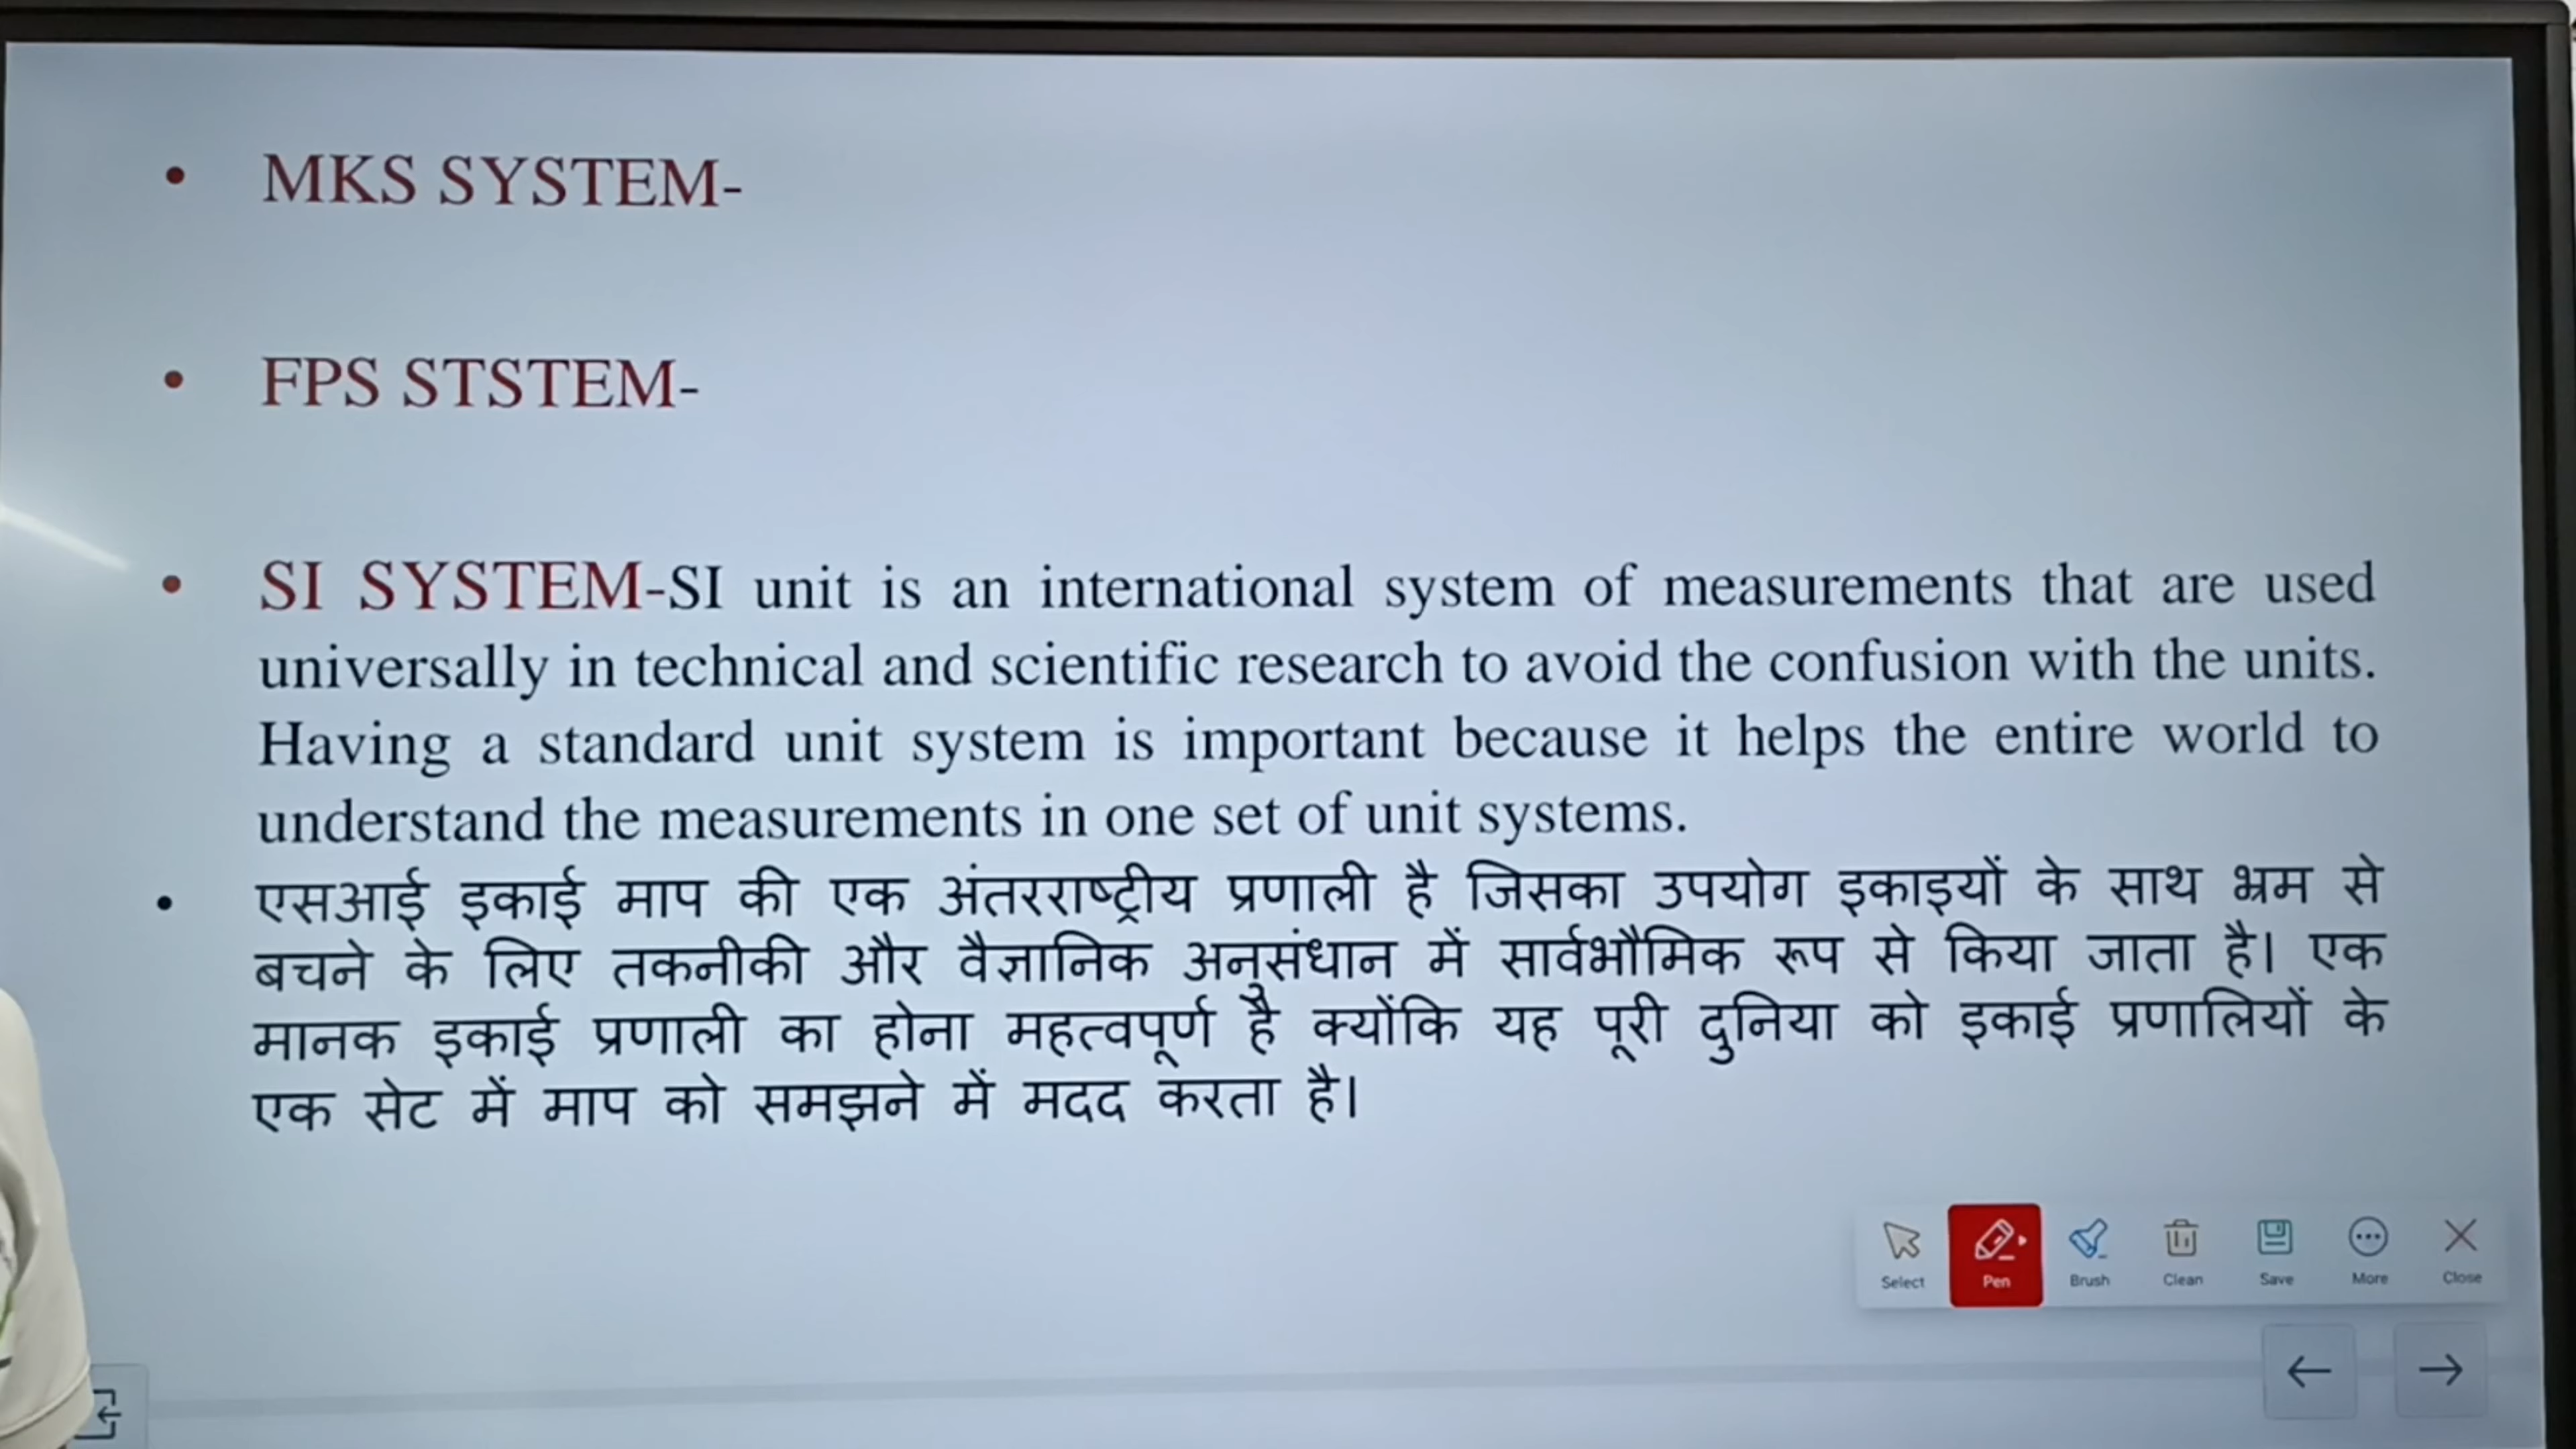 • MKS SYSTEM-
• FPS STSTEM-
• SI SYSTEM-SI unit is an international system of measurements that are used
universally in technical and scientific research to avoid the confusion with the units.
Having a standard unit system is important because it helps the entire world to
understand the measurements in one set of unit systems.
• एसआई इकाई माप की एक अंतरराष्ट्रीय प्रणाली है जिसका उपयोग इकाइयों के साथ भ्रम से
बचने के लिए तकनीकी और वैज्ञानिक अनुसंधान में सार्वभौमिक रूप से किया जाता है। एक
मानक इकाई प्रणाली का होना महत्वपूर्ण है क्योंकि यह पूरी दुनिया को इकाई प्रणालियों के
एक सेट में माप को समझने में मदद करता है।
Select Pen Brush Clean Save More Close